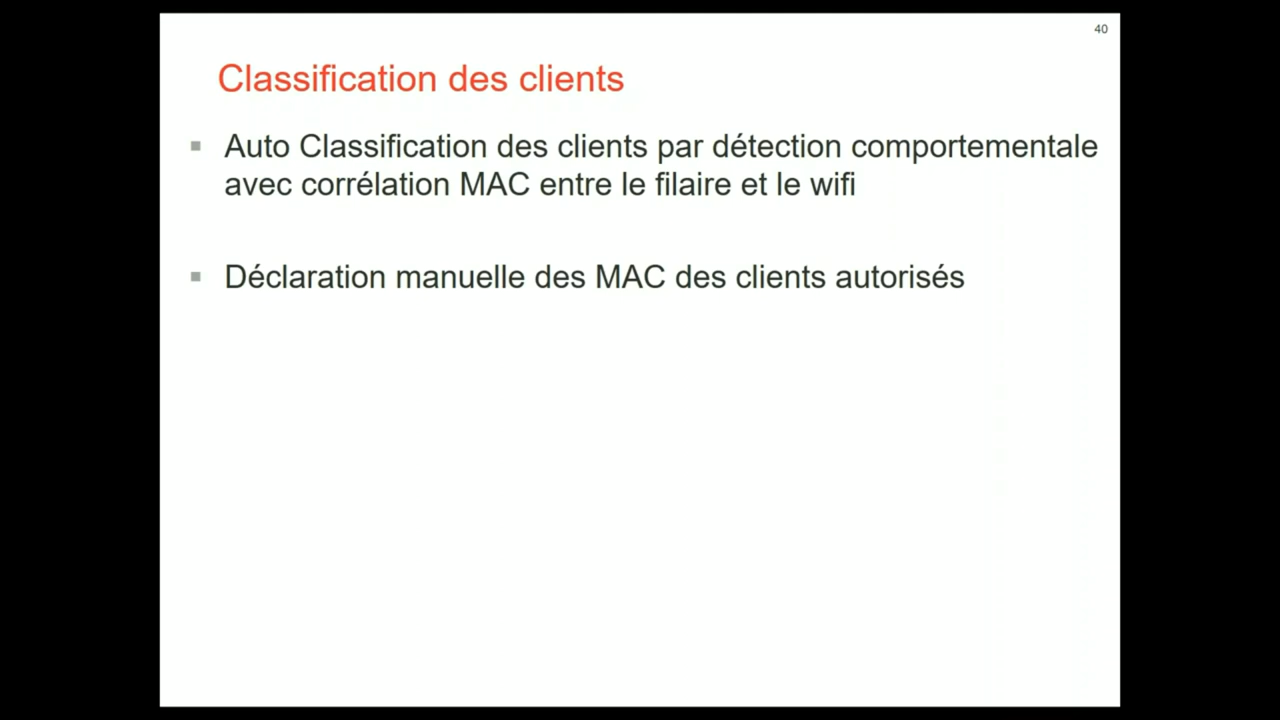 40
Classification des clients
Auto Classification des clients par détection comportementale
avec corrélation MAC entre le filaire et le wifi
Déclaration manuelle des MAC des clients autorisés